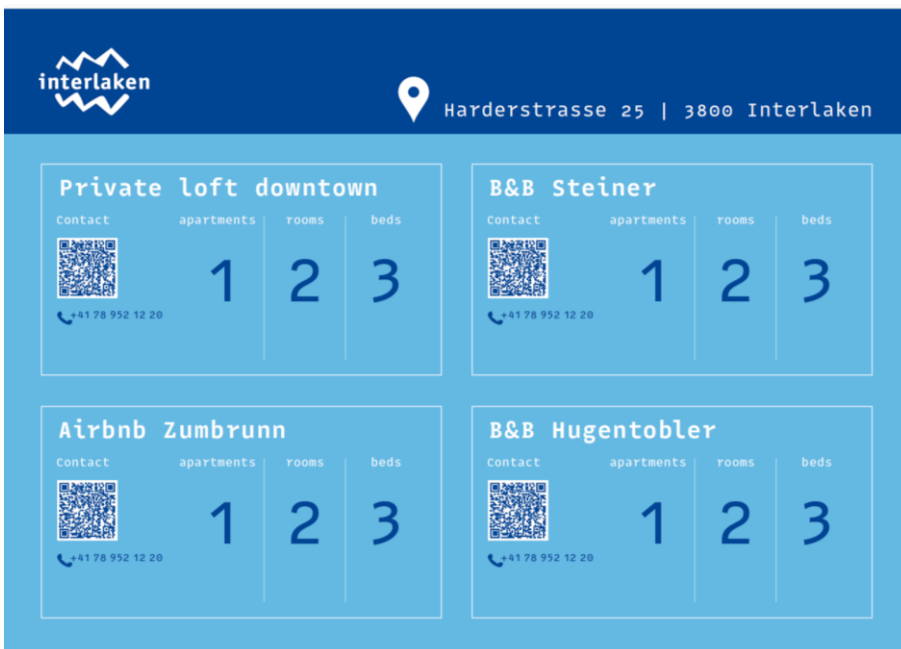 interlaken
Harderstrasse 25 | 3800 Interlaken
Private loft downtown
Contact apartments rooms beds
1 2 3
+41 78 952 12 20
B&B Steiner
Contact apartments rooms beds
1 2 3
+41 78 952 12 20
Airbnb Zumbrunn
Contact apartments rooms beds
1 2 3
+41 78 952 12 20
B&B Hugentobler
Contact apartments rooms beds
1 2 3
+41 78 952 12 20